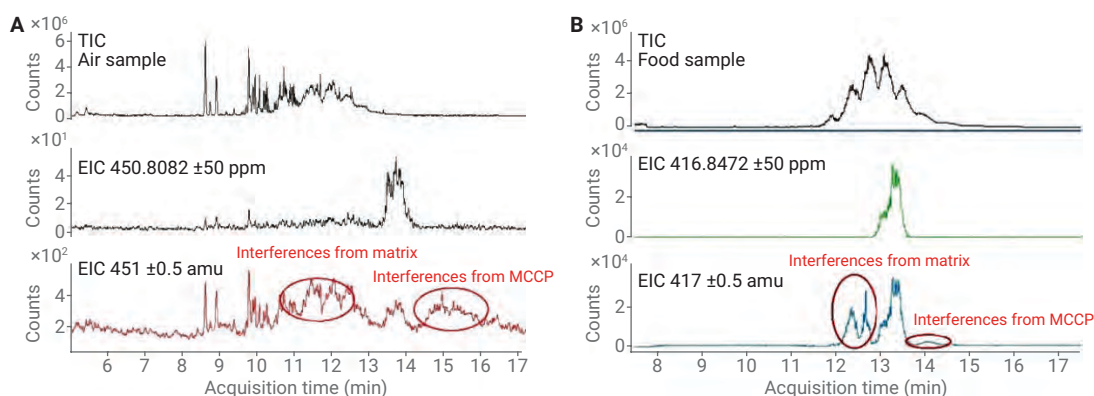 A
×10⁶
TIC
Air sample
6
4
2
0
Counts
×10¹
EIC 450.8082 ±50 ppm
4
2
0
Counts
×10²
Interferences from matrix
EIC 451 ±0.5 amu
Interferences from MCCP
4
2
Counts
6 7 8 9 10 11 12 13 14 15 16 17
Acquisition time (min)
B
×10⁶
TIC
Food sample
4
2
0
Counts
×10⁴
EIC 416.8472 ±50 ppm
2
0
Counts
×10⁴
Interferences from matrix
EIC 417 ±0.5 amu
2
Interferences from MCCP
0
Counts
8 9 10 11 12 13 14 15 16 17
Acquisition time (min)